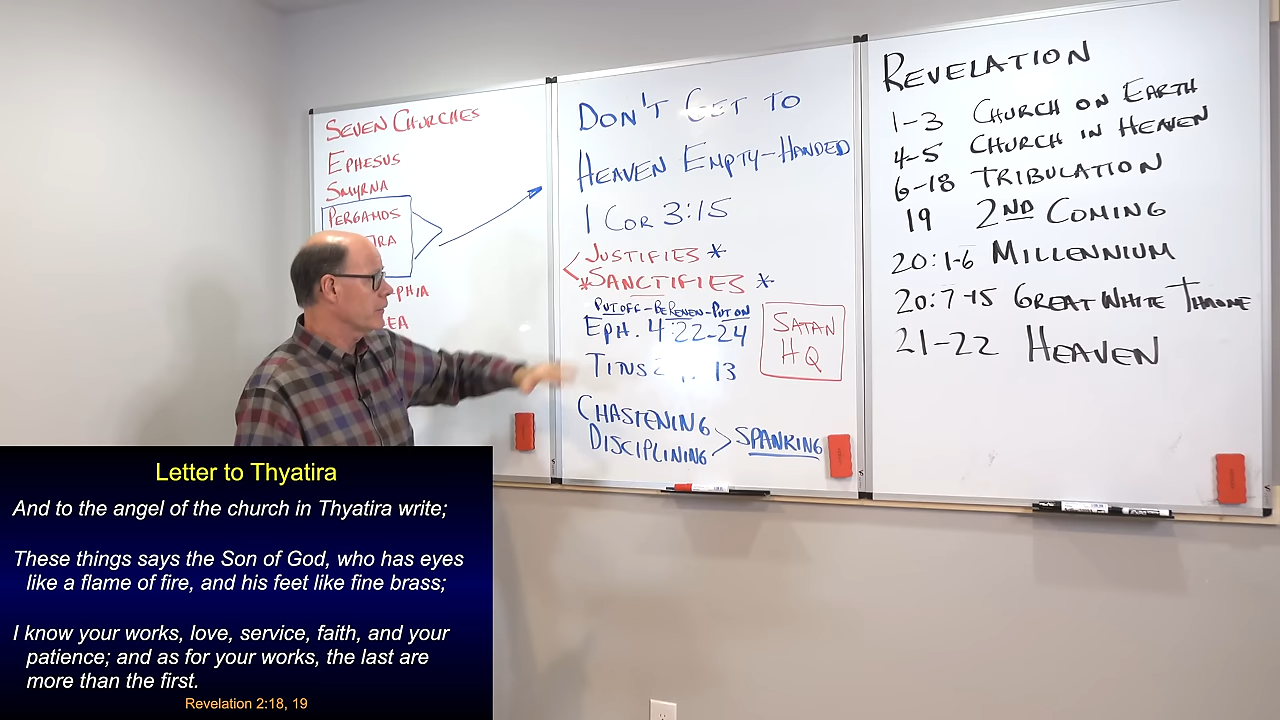 SEVEN CHURCHES
EPHESUS
SMYRNA
PERGAMOS
DON'T GET TO
HEAVEN EMPTY-HANDED
1 COR 3:15
JUSTIFIES *
*SANCTIFIES *
PUT OFF-BE RENEW-PUT ON
EPH. 4:22-24
13
SATAN
HQ
CHASTENING
DISCIPLINING
SPANKING
REVELATION
1-3 CHURCH ON EARTH
4-5 CHURCH IN HEAVEN
6-18 TRIBULATION
19 2ND COMING
20:1-6 MILLENNIUM
20:7-15 GREAT WHITE THRONE
21-22 HEAVEN
Letter to Thyatira
And to the angel of the church in Thyatira write;
These things says the Son of God, who has eyes
like a flame of fire, and his feet like fine brass;
I know your works, love, service, faith, and your
patience; and as for your works, the last are
more than the first.
Revelation 2:18, 19